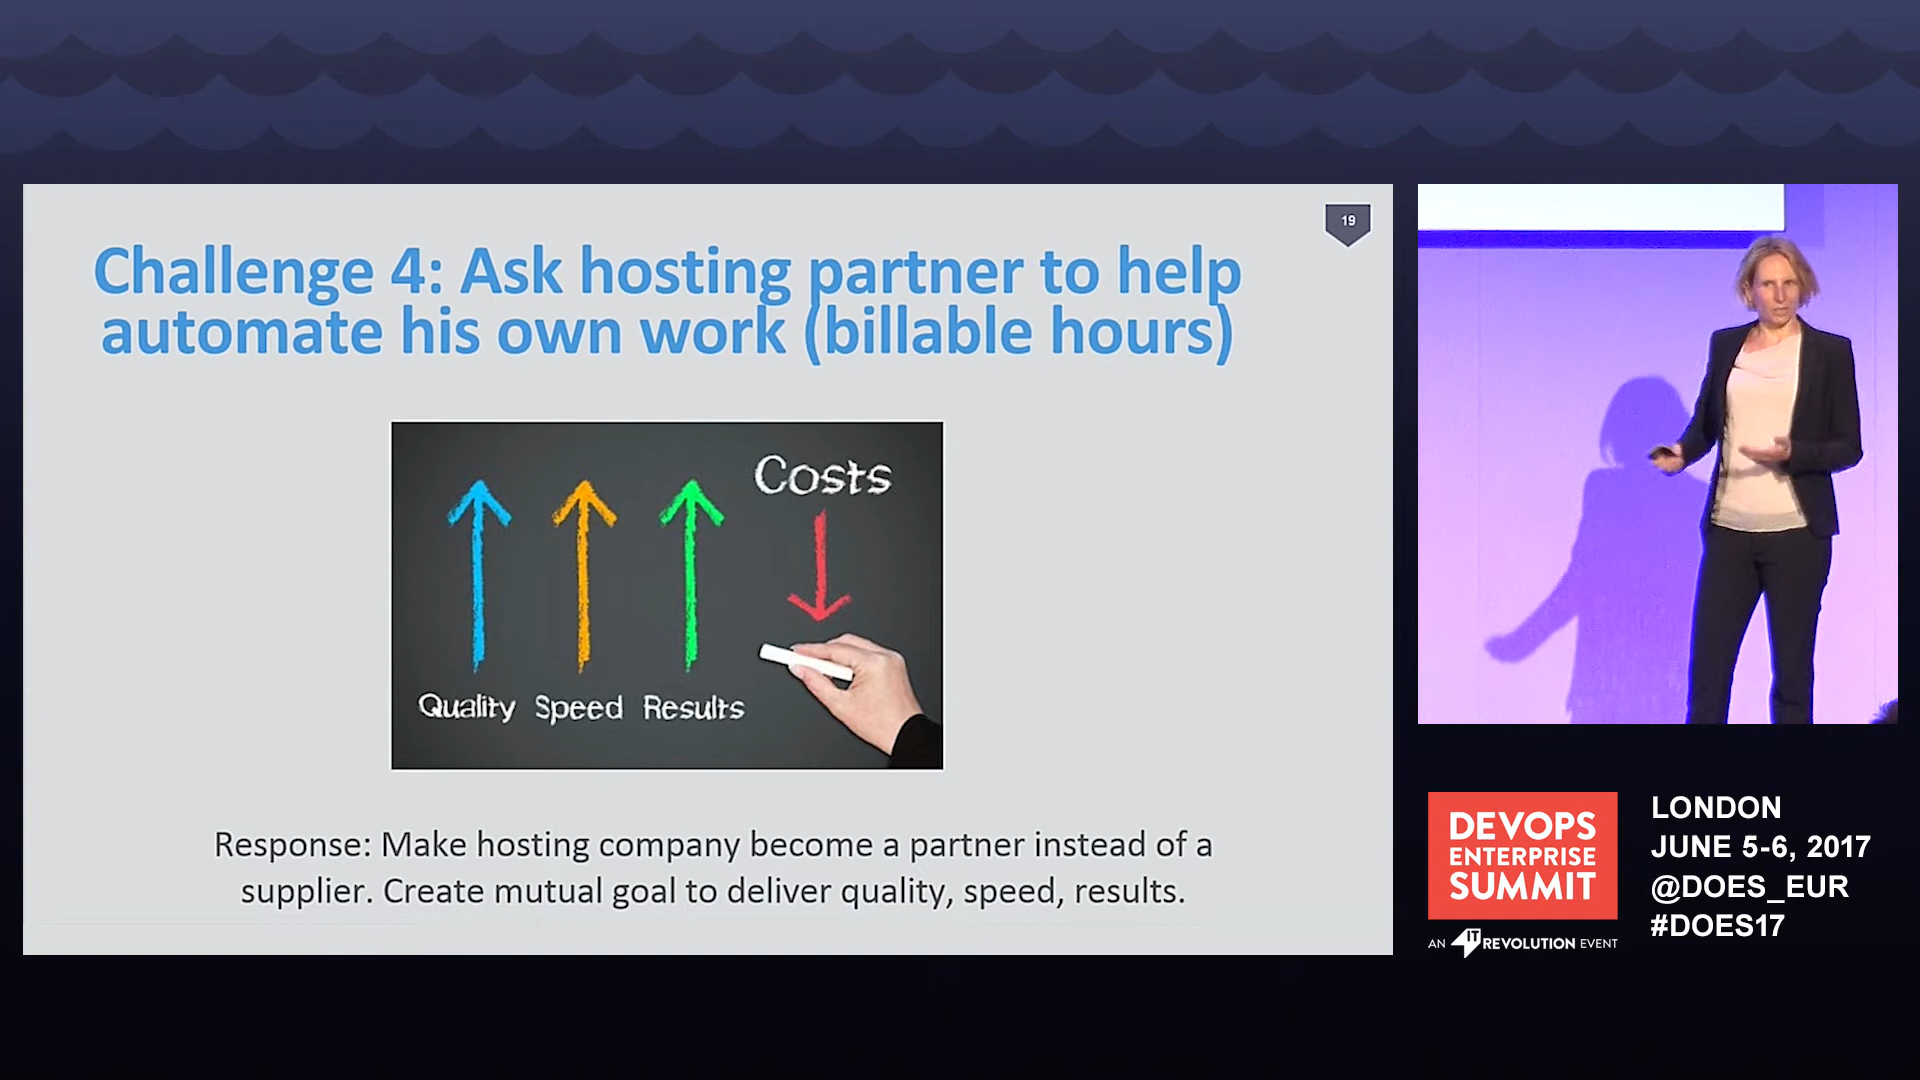 19
Challenge 4: Ask hosting partner to help
automate his own work (billable hours)
Costs
Quality Speed Results
Response: Make hosting company become a partner instead of a
supplier. Create mutual goal to deliver quality, speed, results.
DEVOPS
ENTERPRISE
SUMMIT
AN IT REVOLUTION EVENT
LONDON
JUNE 5-6, 2017
@DOES_EUR
#DOES17